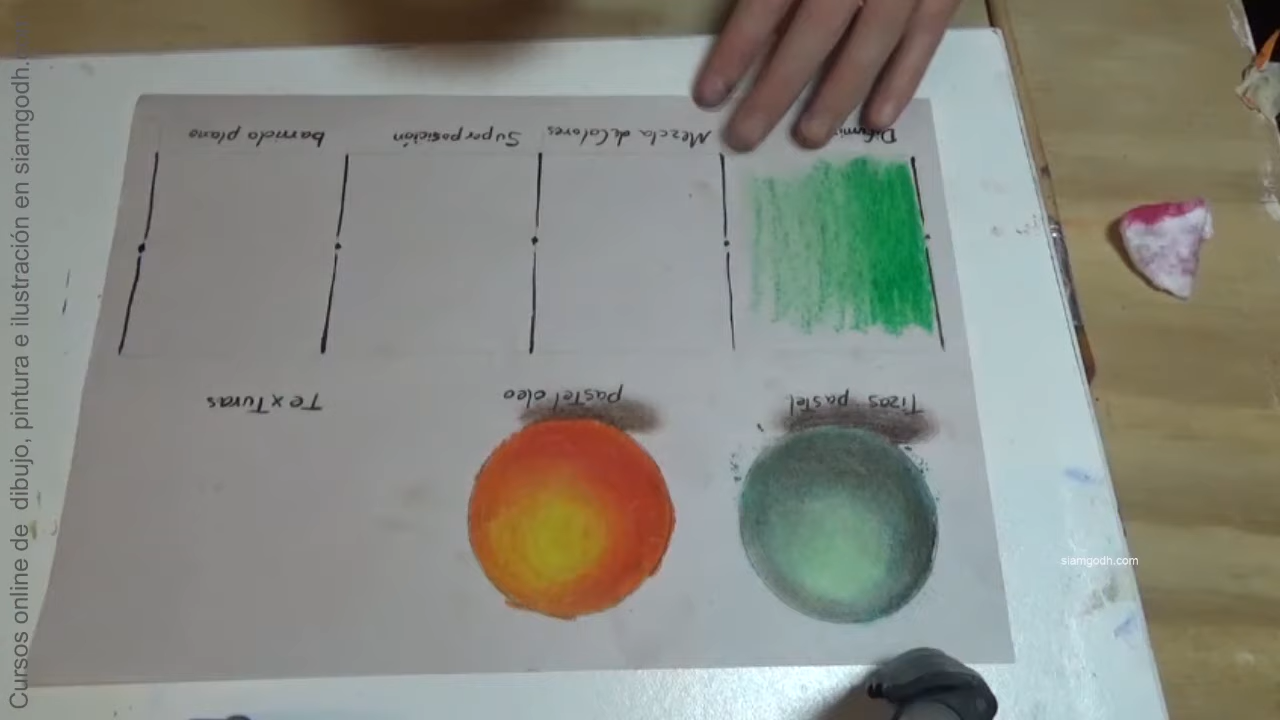 Cursos online de dibujo, pintura e ilustración en siamgodh.
Mezcla de Colores
Superposición
barrido plano
Tizas pastel
pastel oleo
Texturas
siamgodh.com